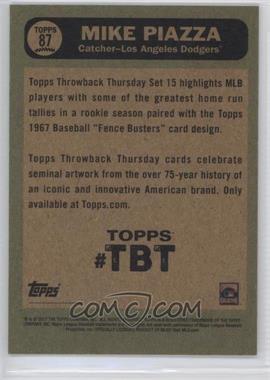 TOPPS
87
MIKE PIAZZA
Catcher–Los Angeles Dodgers®
Topps Throwback Thursday Set 15 highlights MLB
players with some of the greatest home run
tallies in a rookie season paired with the Topps
1967 Baseball "Fence Busters" card design.
Topps Throwback Thursday cards celebrate
seminal artwork from the over 75-year history of
an iconic and innovative American brand. Only
available at Topps.com.
TOPPS
#TBT
Topps
COMC